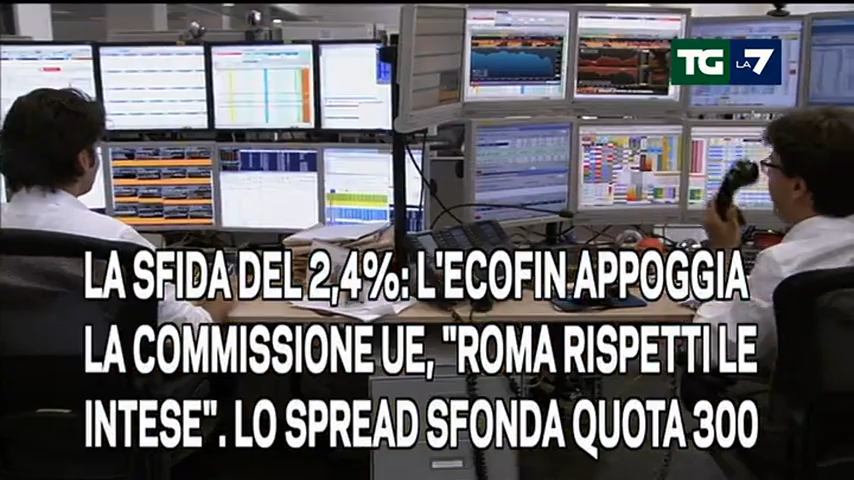 TG LA7
LA SFIDA DEL 2,4%: L'ECOFIN APPOGGIA
LA COMMISSIONE UE, "ROMA RISPETTI LE
INTESE". LO SPREAD SFONDA QUOTA 300